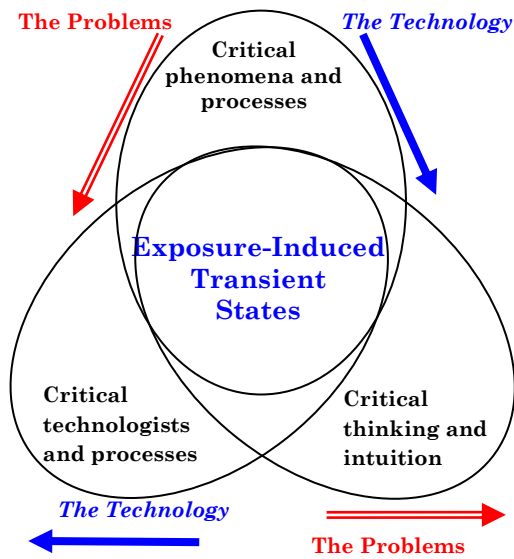 The Problems
The Technology
Critical
phenomena and
processes
Exposure-Induced
Transient
States
Critical
technologists
and processes
Critical
thinking and
intuition
The Technology
The Problems